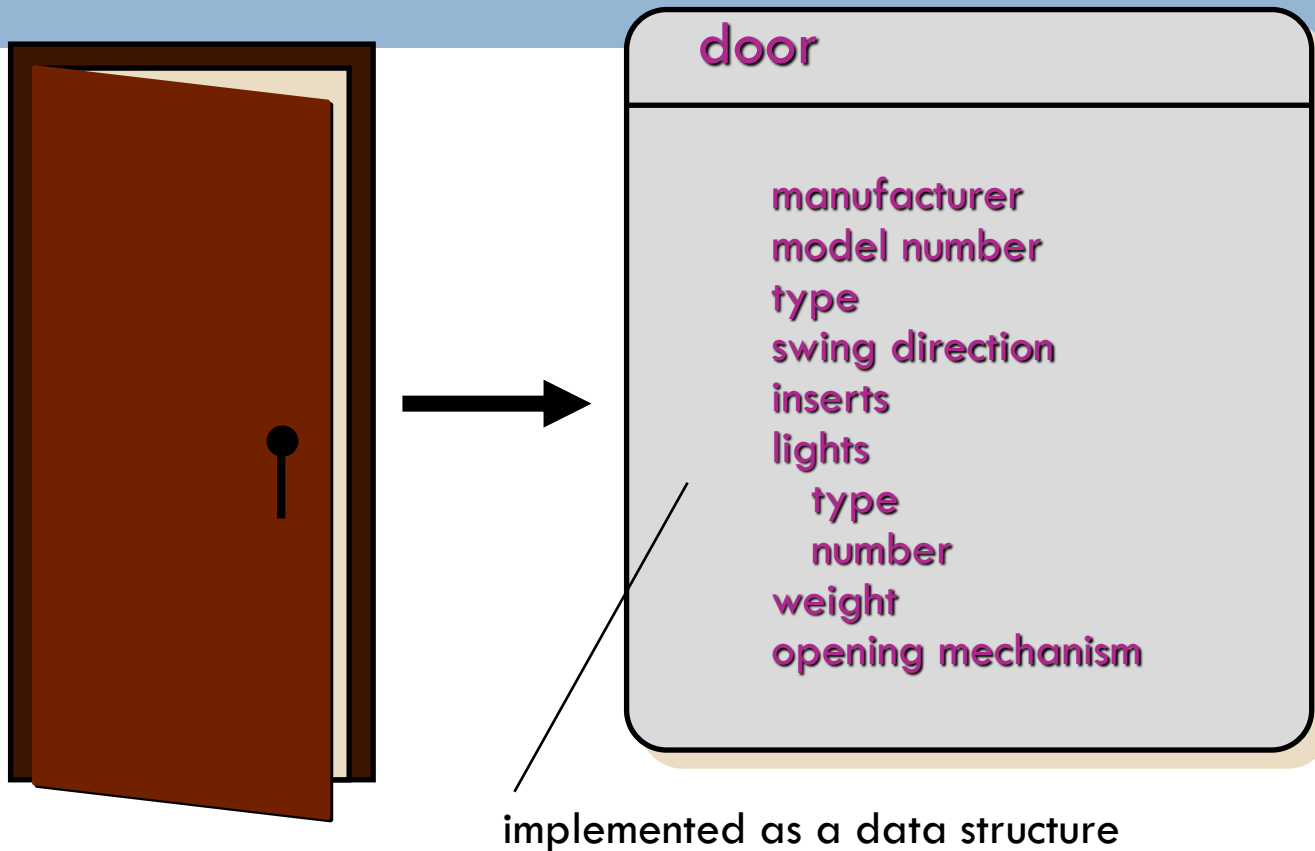 door
manufacturer
model number
type
swing direction
inserts
lights
type
number
weight
opening mechanism
implemented as a data structure